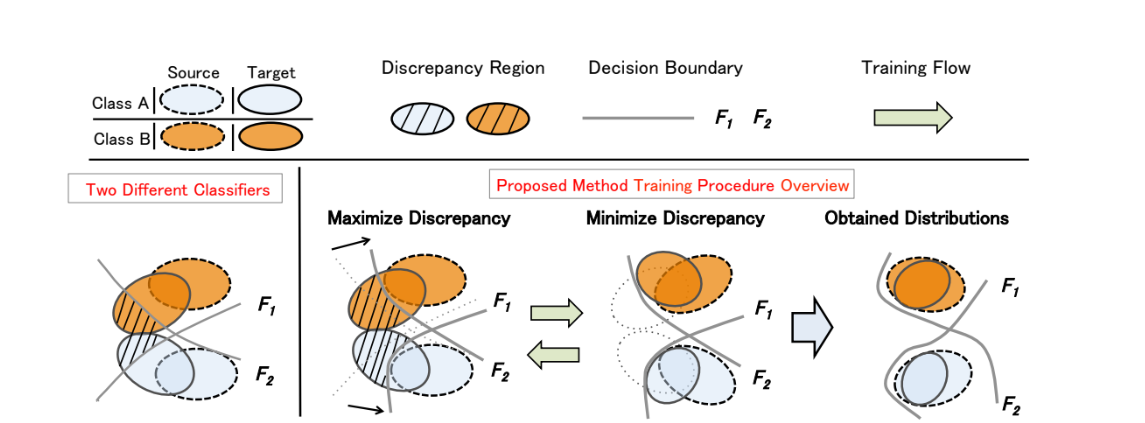 Source Target
Class A
Class B
Discrepancy Region
Decision Boundary
F1 F2
Training Flow
Two Different Classifiers
Proposed Method Training Procedure Overview
Maximize Discrepancy
Minimize Discrepancy
Obtained Distributions
F1
F2
F1
F2
F1
F2
F1
F2